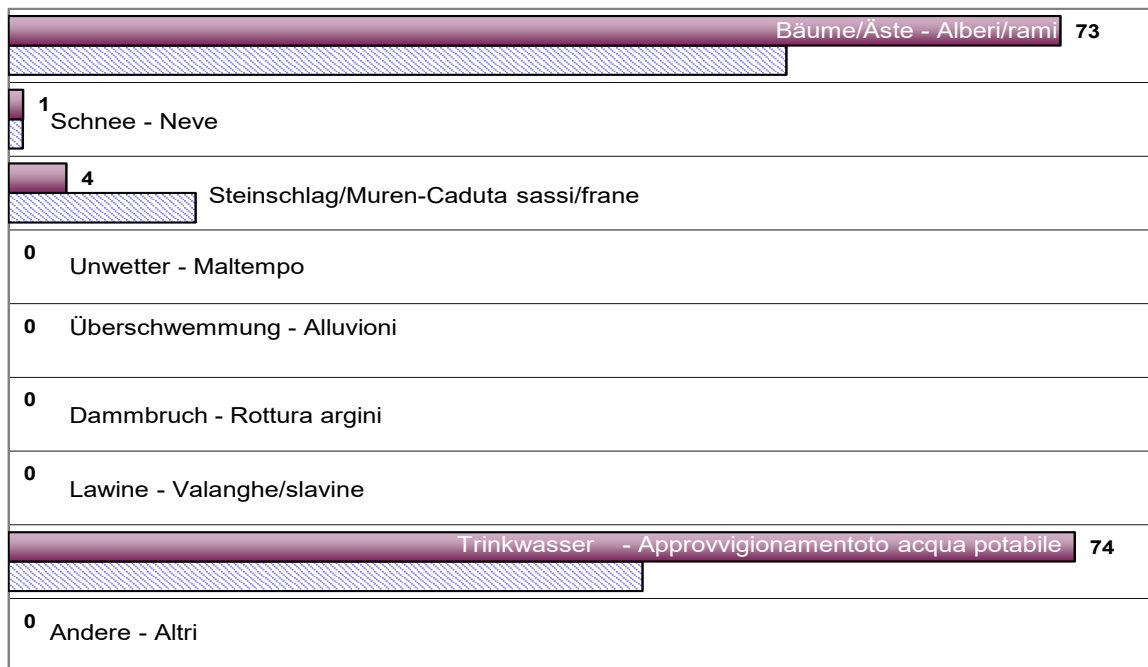 Bäume/Äste - Alberi/rami 73
1 Schnee - Neve
4 Steinschlag/Muren-Caduta sassi/frane
0 Unwetter - Maltempo
0 Überschwemmung - Alluvioni
0 Dammbruch - Rottura argini
0 Lawine - Valanghe/slavine
Trinkwasser - Approvvigionamentoto acqua potabile 74
0 Andere - Altri